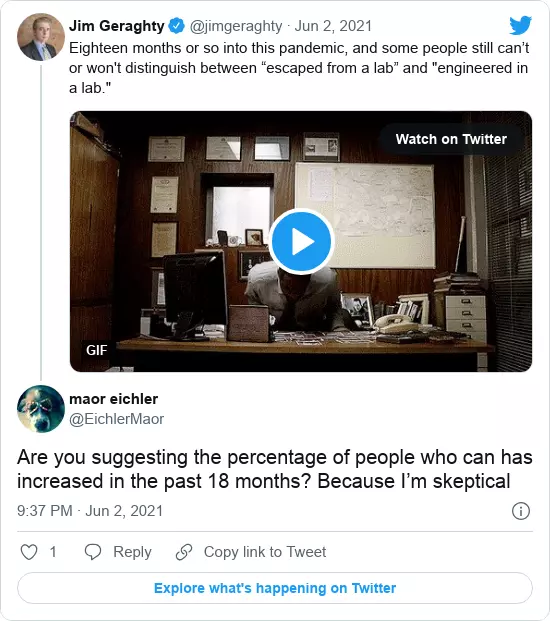 Jim Geraghty @jimgeraghty · Jun 2, 2021
Eighteen months or so into this pandemic, and some people still can’t
or won't distinguish between “escaped from a lab” and "engineered in
a lab."
Watch on Twitter
GIF
maor eichler
@EichlerMaor
Are you suggesting the percentage of people who can has
increased in the past 18 months? Because I’m skeptical
9:37 PM · Jun 2, 2021
1 Reply Copy link to Tweet
Explore what's happening on Twitter